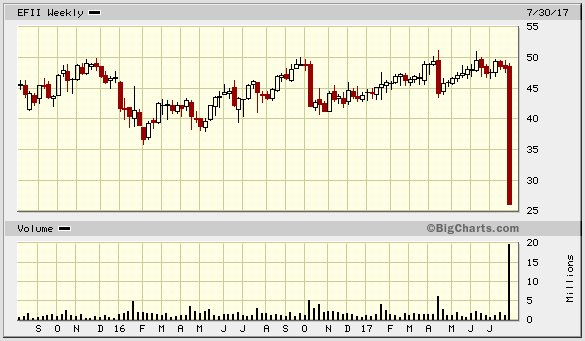 EFII Weekly
7/30/17
55
50
45
40
35
30
25
Volume
©BigCharts.com
20
15
10
5
0
Millions
S O N D 16 F M A M J J A S O N D 17 F M A M J J